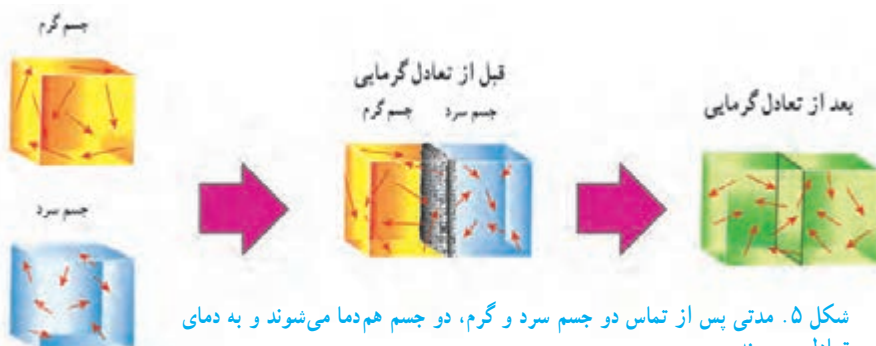 جسم گرم
قبل از تعادل گرمایی
جسم گرم جسم سرد
بعد از تعادل گرمایی
جسم سرد
شکل ۵. مدتی پس از تماس دو جسم سرد و گرم، دو جسم هم‌دما می‌شوند و به دمای